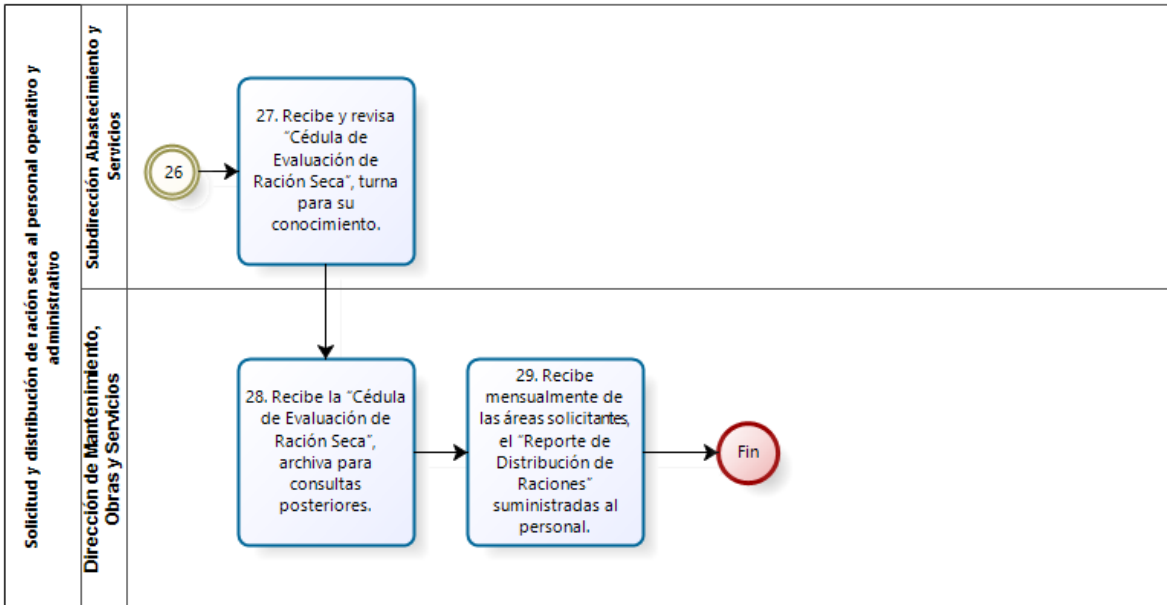 Solicitud y distribución de ración seca al personal operativo y
administrativo
Subdirección Abastecimiento y
Servicios
26
27. Recibe y revisa
“Cédula de
Evaluación de
Ración Seca”, turna
para su
conocimiento.
Dirección de Mantenimiento,
Obras y Servicios
28. Recibe la “Cédula
de Evaluación de
Ración Seca”,
archiva para
consultas
posteriores.
29. Recibe
mensualmente de
las áreas solicitantes,
el “Reporte de
Distribución de
Raciones”
suministradas al
personal.
Fin